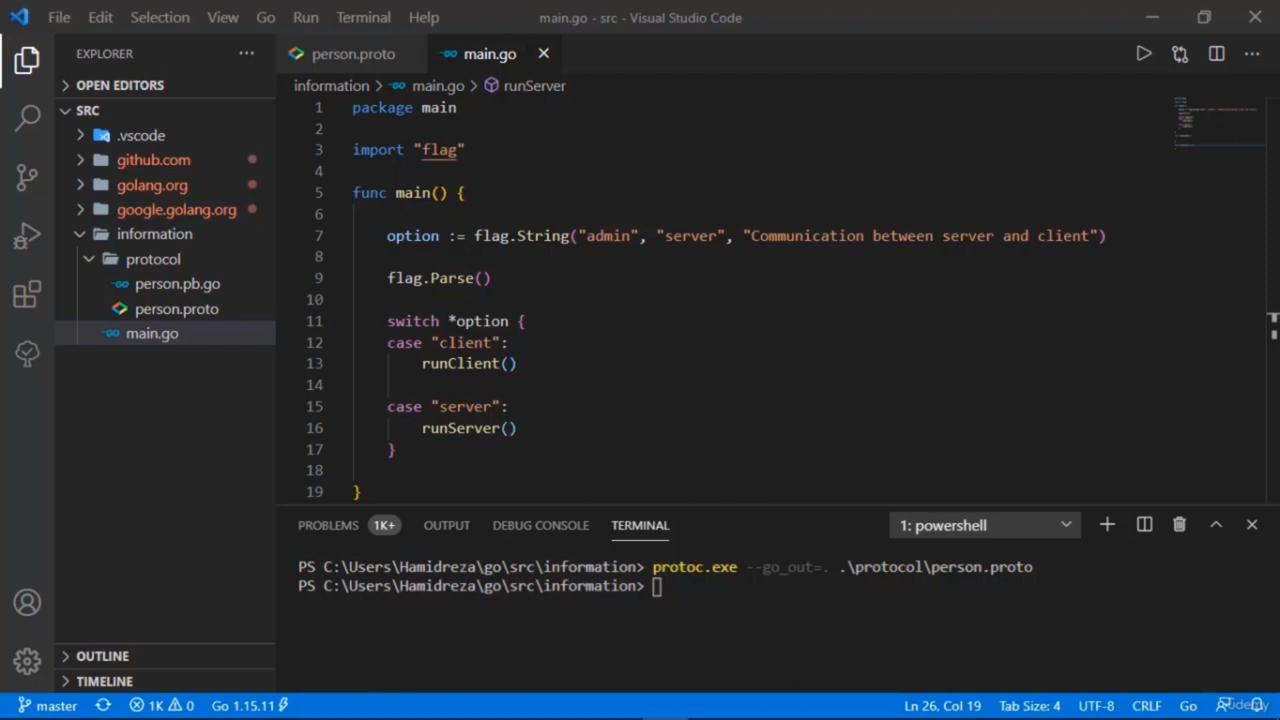 File Edit Selection View Go Run Terminal Help main.go - src - Visual Studio Code
EXPLORER
OPEN EDITORS
SRC
.vscode
github.com
golang.org
google.golang.org
information
protocol
person.pb.go
person.proto
main.go
OUTLINE
TIMELINE
person.proto main.go
information > main.go > runServer
1 package main
2
3 import "flag"
4
5 func main() {
6
7 option := flag.String("admin", "server", "Communication between server and client")
8
9 flag.Parse()
10
11 switch *option {
12 case "client":
13 runClient()
14
15 case "server":
16 runServer()
17 }
18
19 }
PROBLEMS 1K+ OUTPUT DEBUG CONSOLE TERMINAL 1: powershell
PS C:\Users\Hamidreza\go\src\information> protoc.exe --go_out=. .\protocol\person.proto
PS C:\Users\Hamidreza\go\src\information>
master 1K 0 Go 1.15.11 Ln 26, Col 19 Tab Size: 4 UTF-8 CRLF Go
Udemy